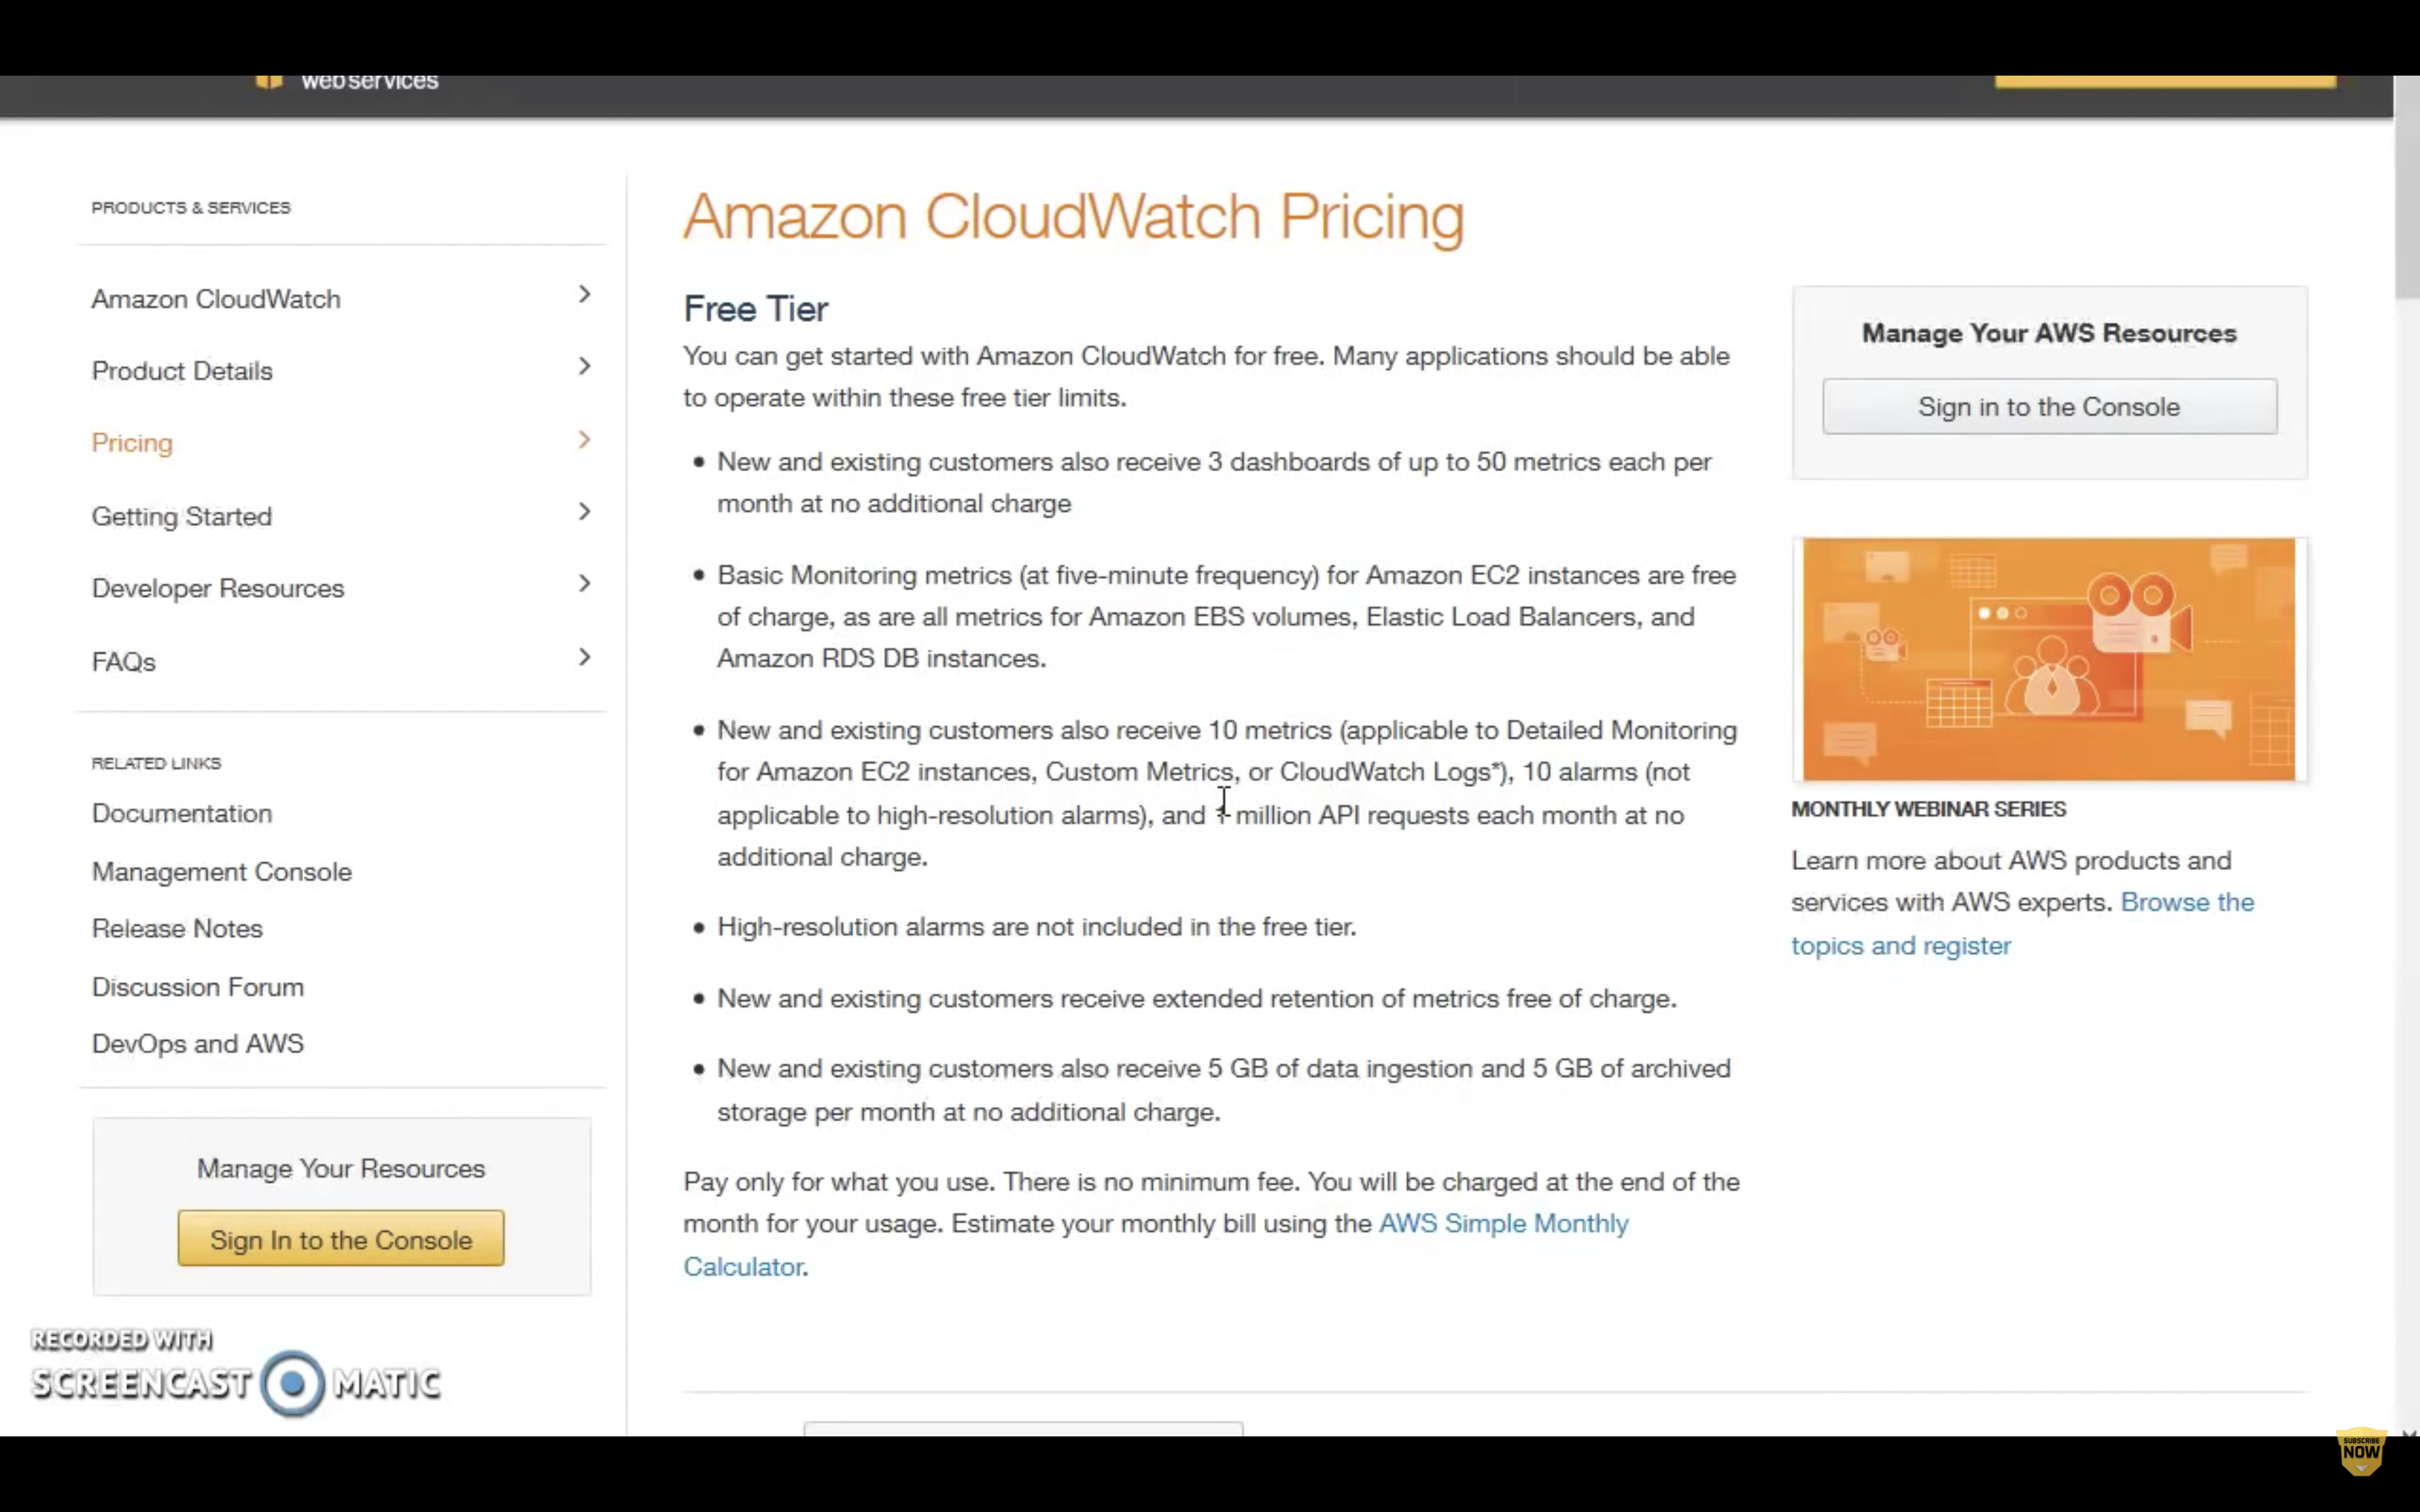 web services
PRODUCTS & SERVICES
Amazon CloudWatch
Product Details
Pricing
Getting Started
Developer Resources
FAQs
RELATED LINKS
Documentation
Management Console
Release Notes
Discussion Forum
DevOps and AWS
Manage Your Resources
Sign In to the Console
RECORDED WITH
SCREENCAST MATIC
Amazon CloudWatch Pricing
Free Tier
You can get started with Amazon CloudWatch for free. Many applications should be able
to operate within these free tier limits.
• New and existing customers also receive 3 dashboards of up to 50 metrics each per
month at no additional charge
• Basic Monitoring metrics (at five-minute frequency) for Amazon EC2 instances are free
of charge, as are all metrics for Amazon EBS volumes, Elastic Load Balancers, and
Amazon RDS DB instances.
• New and existing customers also receive 10 metrics (applicable to Detailed Monitoring
for Amazon EC2 instances, Custom Metrics, or CloudWatch Logs*), 10 alarms (not
applicable to high-resolution alarms), and million API requests each month at no
additional charge.
• High-resolution alarms are not included in the free tier.
• New and existing customers receive extended retention of metrics free of charge.
• New and existing customers also receive 5 GB of data ingestion and 5 GB of archived
storage per month at no additional charge.
Pay only for what you use. There is no minimum fee. You will be charged at the end of the
month for your usage. Estimate your monthly bill using the AWS Simple Monthly
Calculator.
Manage Your AWS Resources
Sign in to the Console
MONTHLY WEBINAR SERIES
Learn more about AWS products and
services with AWS experts. Browse the
topics and register
SUBSCRIBE
NOW